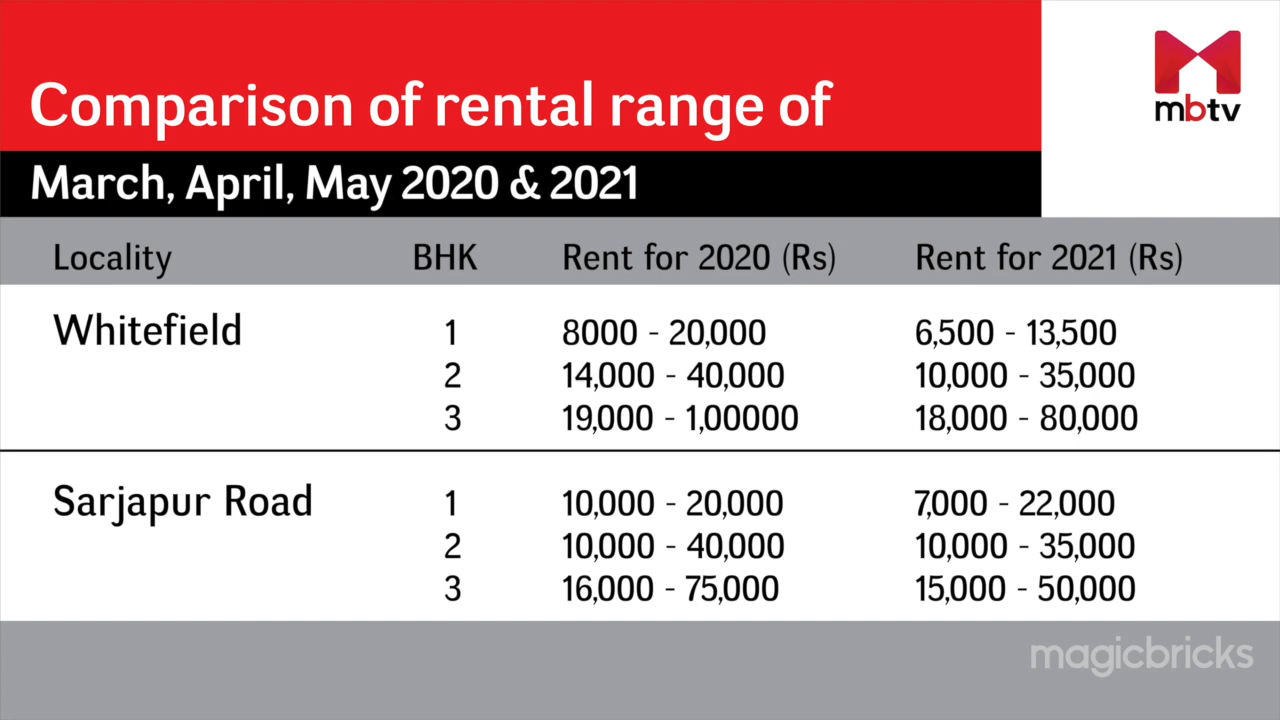 Comparison of rental range of
mbtv
March, April, May 2020 & 2021
Locality BHK Rent for 2020 (Rs) Rent for 2021 (Rs)
Whitefield 1 8000 - 20,000 6,500 - 13,500
2 14,000 - 40,000 10,000 - 35,000
3 19,000 - 1,00000 18,000 - 80,000
Sarjapur Road 1 10,000 - 20,000 7,000 - 22,000
2 10,000 - 40,000 10,000 - 35,000
3 16,000 - 75,000 15,000 - 50,000
magicbricks